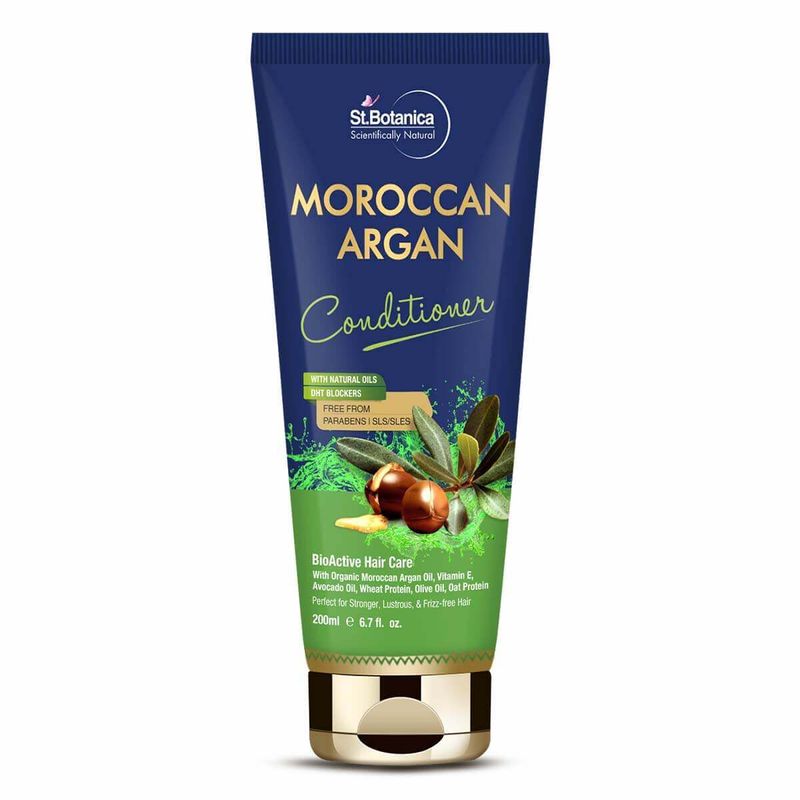 St.Botanica
Scientifically Natural
MOROCCAN
ARGAN
Conditioner
WITH NATURAL OILS
DHT BLOCKERS
FREE FROM
PARABENS | SLS/SLES
BioActive Hair Care
With Organic Moroccan Argan Oil, Vitamin E,
Avocado Oil, Wheat Protein, Olive Oil, Oat Protein
Perfect for Stronger, Lustrous, & Frizz-free Hair
200ml ℮ 6.7 fl. oz.